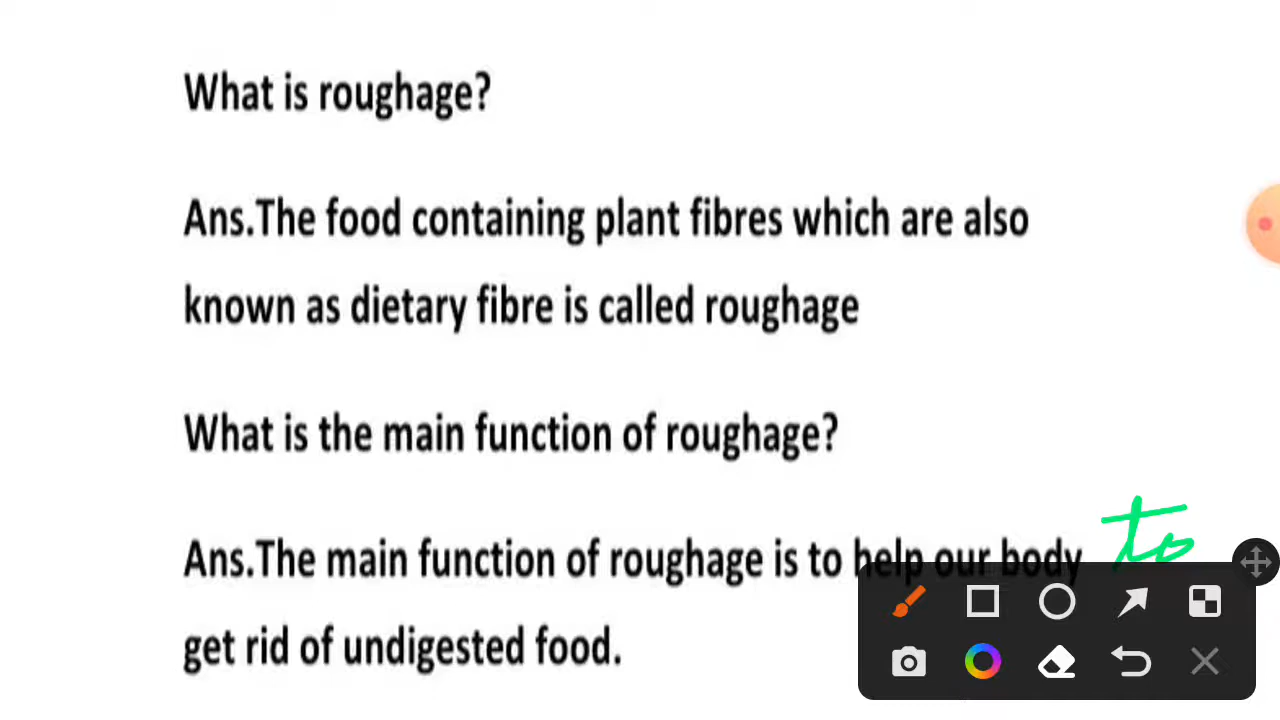 What is roughage?
Ans.The food containing plant fibres which are also
known as dietary fibre is called roughage
What is the main function of roughage?
Ans.The main function of roughage is to help our body to
get rid of undigested food.